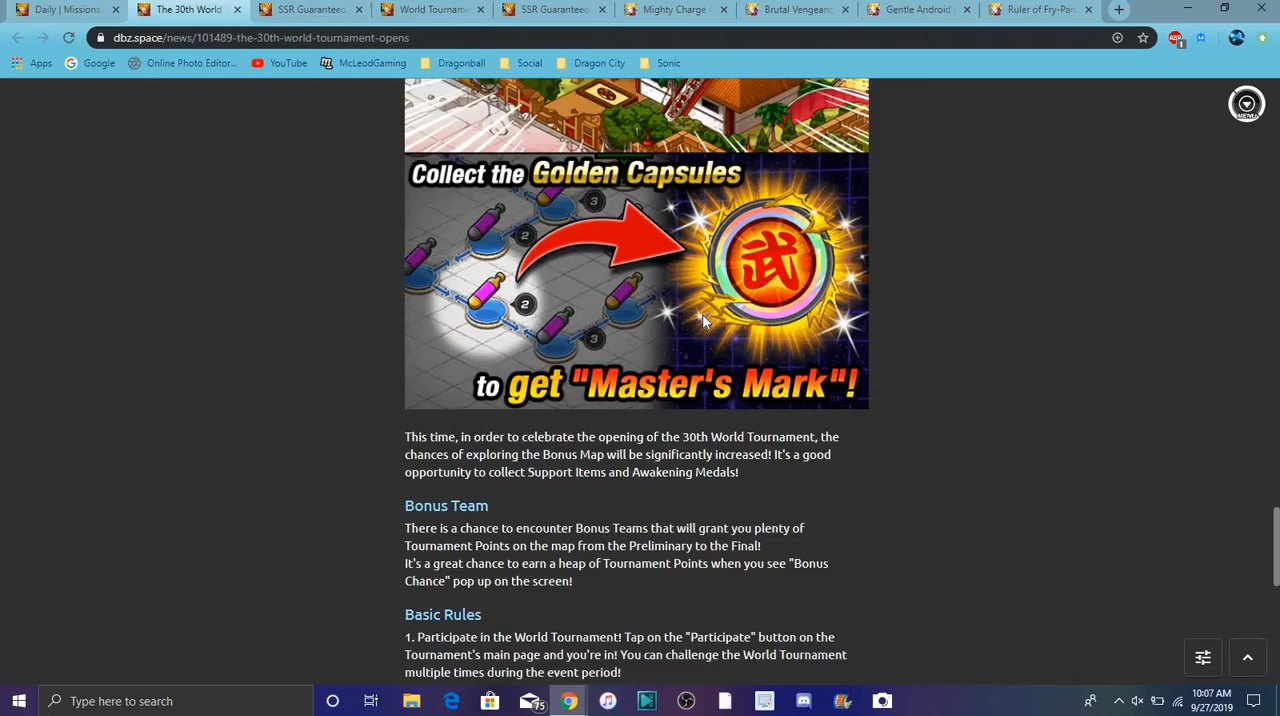 Daily | Missions
The 30th World
SSR Guaranteed
World Tourname
SSR Guaranteed
Mighty Charge
Brutal Vengeanc
Gentle Android's
Ruler of Fry-Pan
dbz.space/news/101489-the-30th-world-tournament-opens
ABP
1
Apps
Google
Online Photo Editor...
YouTube
McLeodGaming
Dragonball
Social
Dragon City
Sonic
MENU
Collect the Golden Capsules
3
2
2
3
武
to get "Master's Mark"!
This time, in order to celebrate the opening of the 30th World Tournament, the
chances of exploring the Bonus Map will be significantly increased! It's a good
opportunity to collect Support Items and Awakening Medals!
Bonus Team
There is a chance to encounter Bonus Teams that will grant you plenty of
Tournament Points on the map from the Preliminary to the Final!
It's a great chance to earn a heap of Tournament Points when you see "Bonus
Chance" pop up on the screen!
Basic Rules
1. Participate in the World Tournament! Tap on the "Participate" button on the
Tournament's main page and you're in! You can challenge the World Tournament
multiple times during the event period!
Type here to search
75
10:07 AM
9/27/2019